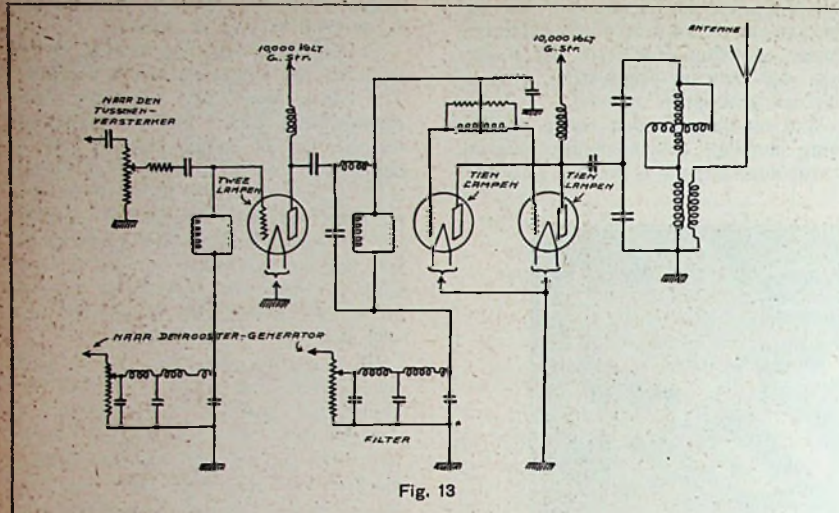 10,000 VOLT
G. Str.
10,000 VOLT
G. Str.
ANTENNE
NAAR DEN
TUSSCHEN-
VERSTERKER
TWEE
LAMPEN
TIEN
LAMPEN
TIEN
LAMPEN
NAAR DEN ROOSTER-GENERATOR
FILTER
Fig. 13